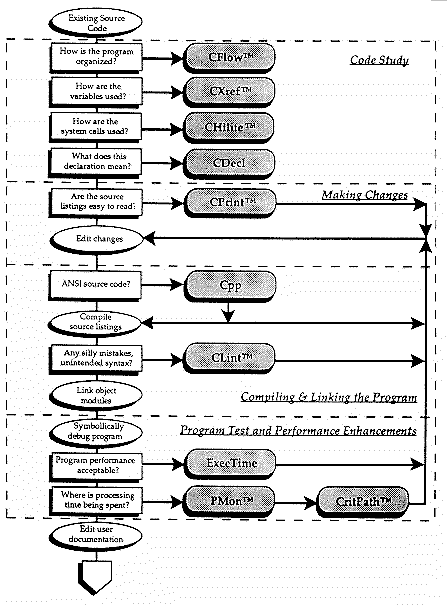 Existing Source
Code
How is the program
organized?
CFlow™
Code Study
How are the
variables used?
CXref™
How are the
system calls used?
CHilite™
What does this
declaration mean?
CDecl
Are the source
listings easy to read?
CPrint™
Making Changes
Edit changes
ANSI source code?
Cpp
Compile
source listings
Any silly mistakes,
unintended syntax?
CLint™
Link object
modules
Compiling & Linking the Program
Symbollically
debug program
Program Test and Performance Enhancements
Program performance
acceptable?
ExecTime
Where is processing
time being spent?
PMon™
CritPath™
Edit user
documentation